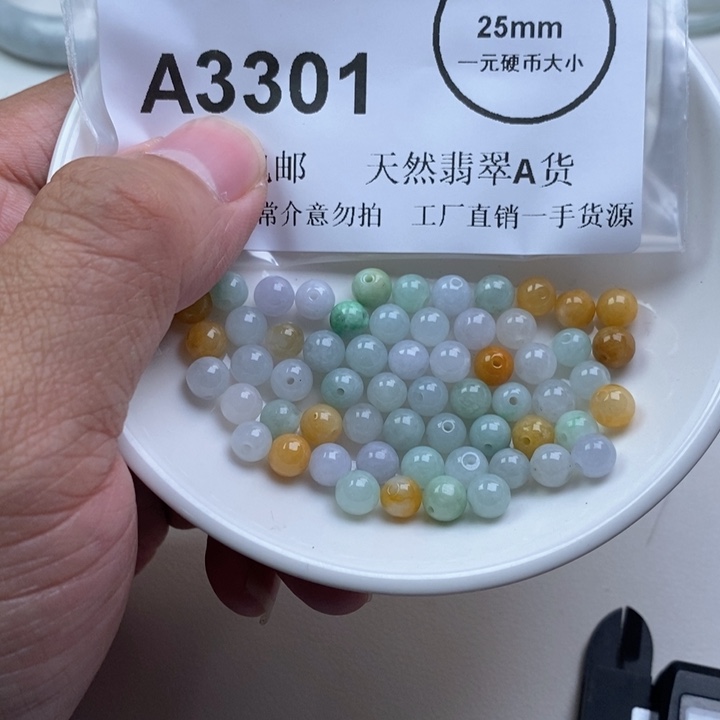 25mm
一元硬币大小
A3301
邮 天然翡翠A货
常介意勿拍 工厂直销一手货源